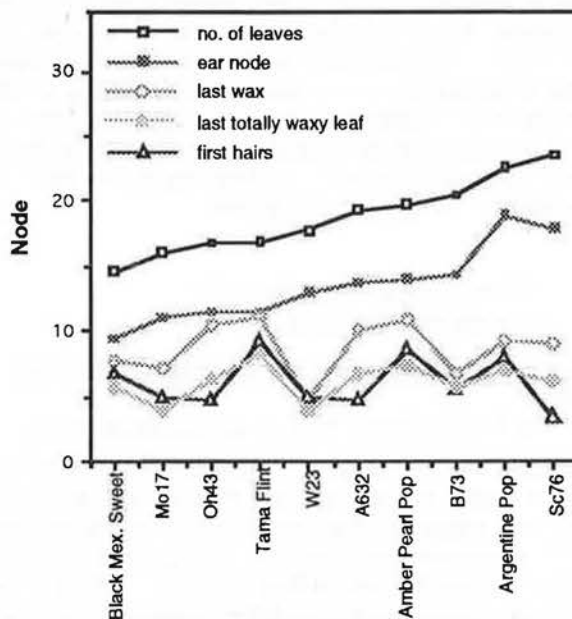 no. of leaves
ear node
last wax
last totally waxy leaf
first hairs
30
20
10
0
Node
Black Mex. Sweet
Mo17
Oh43
Tama Flint
W23
A632
Amber Pearl Pop
B73
Argentine Pop
Sc76